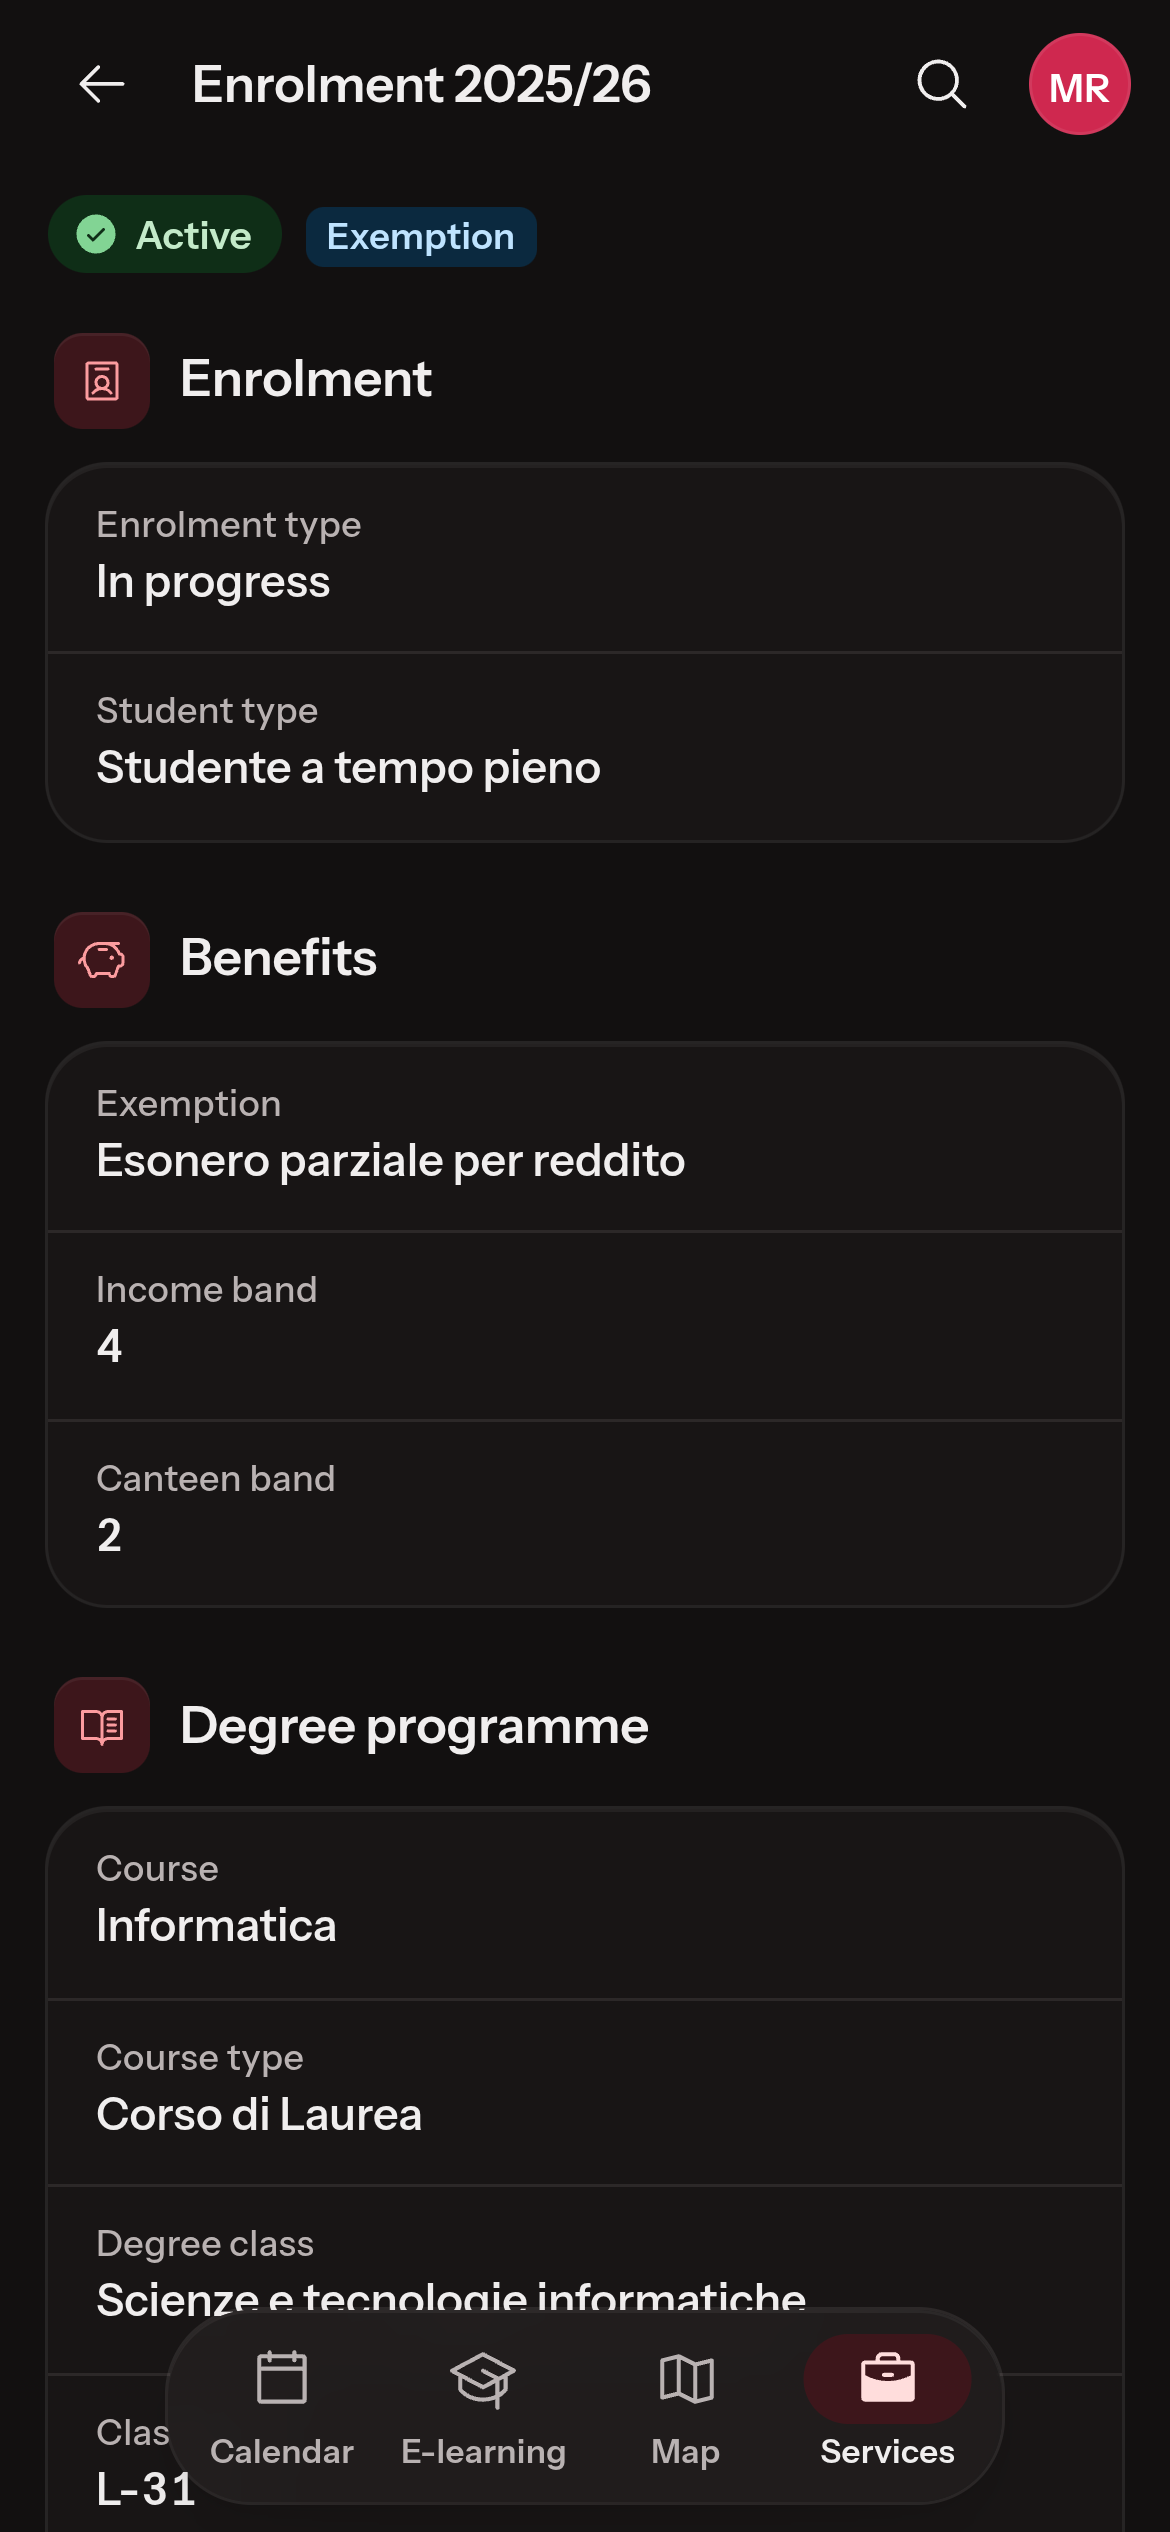 Enrolment 2025/26
MR
Active
Exemption
Enrolment
Enrolment type
In progress
Student type
Studente a tempo pieno
Benefits
Exemption
Esonero parziale per reddito
Income band
4
Canteen band
2
Degree programme
Course
Informatica
Course type
Corso di Laurea
Degree class
Scienze e tecnologie informatiche
Clas
L-31
Calendar
E-learning
Map
Services